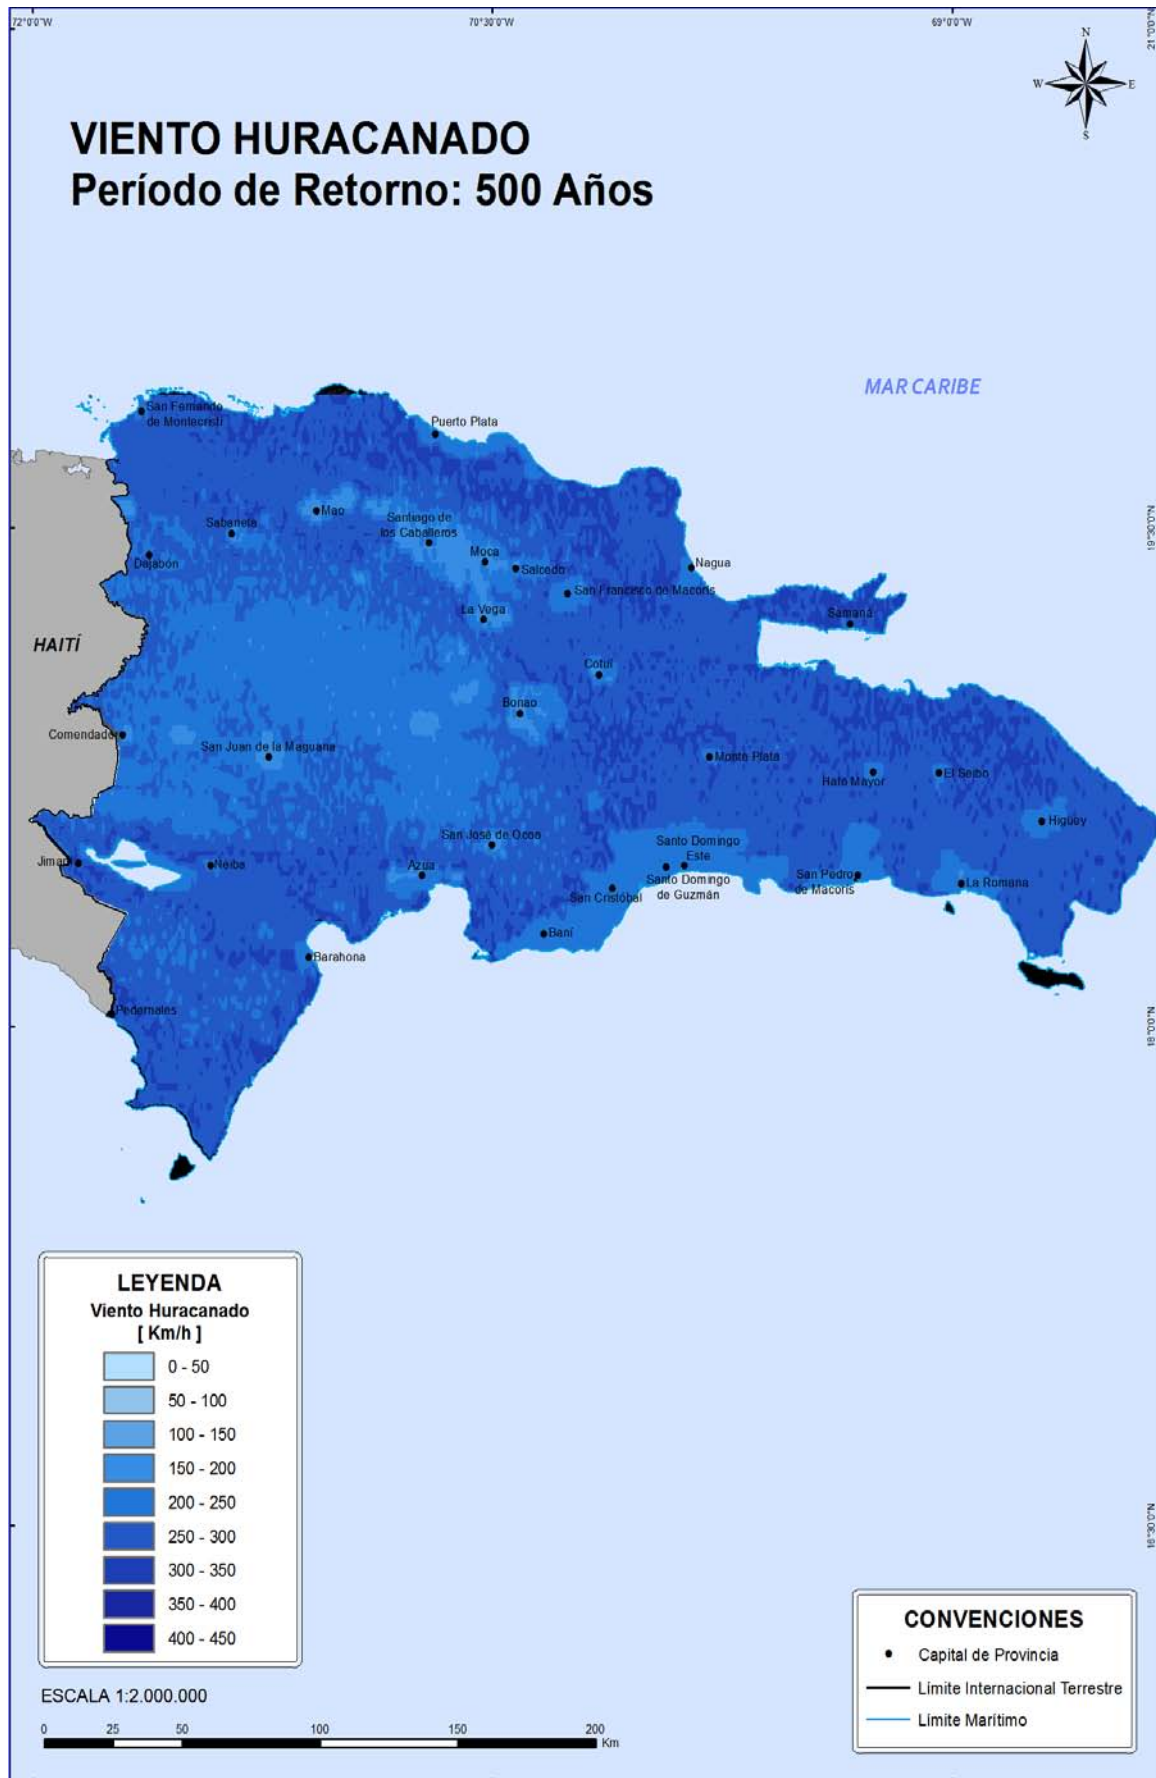 72°0'0"W
70°30'0"W
69°0'0"W
21°0'0"N
N
W
E
S
VIENTO HURACANADO
Período de Retorno: 500 Años
MAR CARIBE
San Fernando
de Montecristi
Puerto Plata
Mao
Santiago de
los Caballeros
Sabaneta
19°30'0"N
Dajabón
Moca
Salcedo
Nagua
San Francisco de Macorís
La Vega
Samaná
HAITÍ
Cotuí
Bonao
Comendador
San Juan de la Maguana
Monte Plata
Hato Mayor
El Seibo
Higüey
San José de Ocoa
Santo Domingo
Este
Jimaní
Neiba
Azua
Santo Domingo
de Guzmán
San Pedro
de Macorís
La Romana
San Cristóbal
Baní
Barahona
Pedernales
18°0'0"N
LEYENDA
Viento Huracanado
[ Km/h ]
0 - 50
50 - 100
100 - 150
150 - 200
200 - 250
250 - 300
300 - 350
350 - 400
400 - 450
16°30'0"N
ESCALA 1:2.000.000
0 25 50 100 150 200
Km
CONVENCIONES
Capital de Provincia
Límite Internacional Terrestre
Límite Marítimo